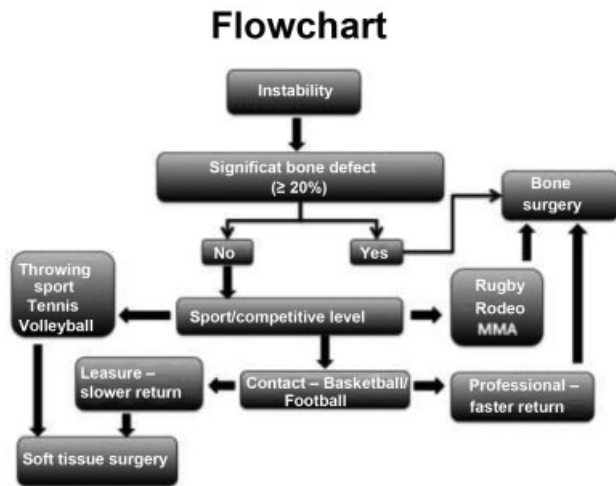 Flowchart
Instability
Significat bone defect
(≥ 20%)
Bone
surgery
No
Yes
Throwing
sport
Tennis
Volleyball
Sport/competitive level
Rugby
Rodeo
MMA
Leasure –
slower return
Contact – Basketball/
Football
Professional –
faster return
Soft tissue surgery